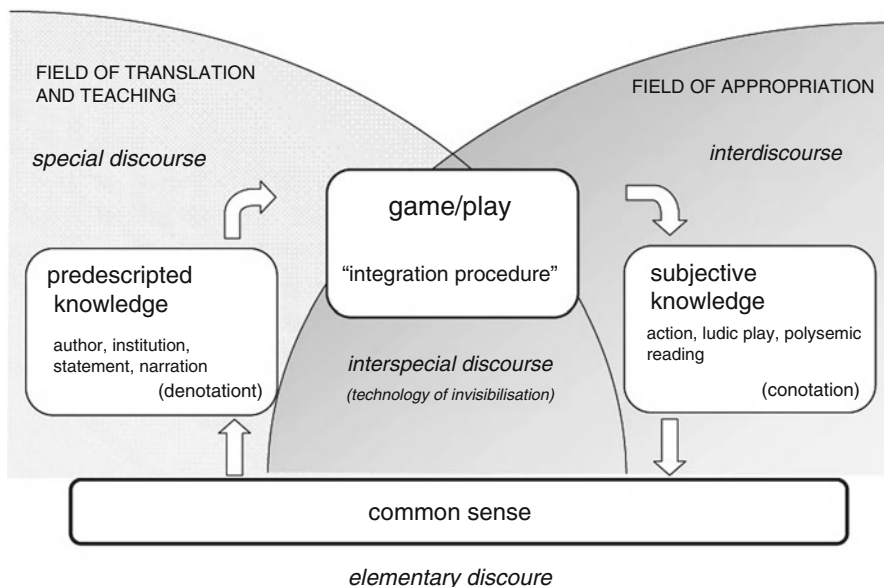 FIELD OF TRANSLATION
AND TEACHING
special discourse
FIELD OF APPROPRIATION
interdiscourse
game/play
“integration procedure”
predescripted
knowledge
author, institution,
statement, narration
(denotationt)
subjective
knowledge
action, ludic play, polysemic
reading
(conotation)
interspecial discourse
(technology of invisibilisation)
common sense
elementary discoure